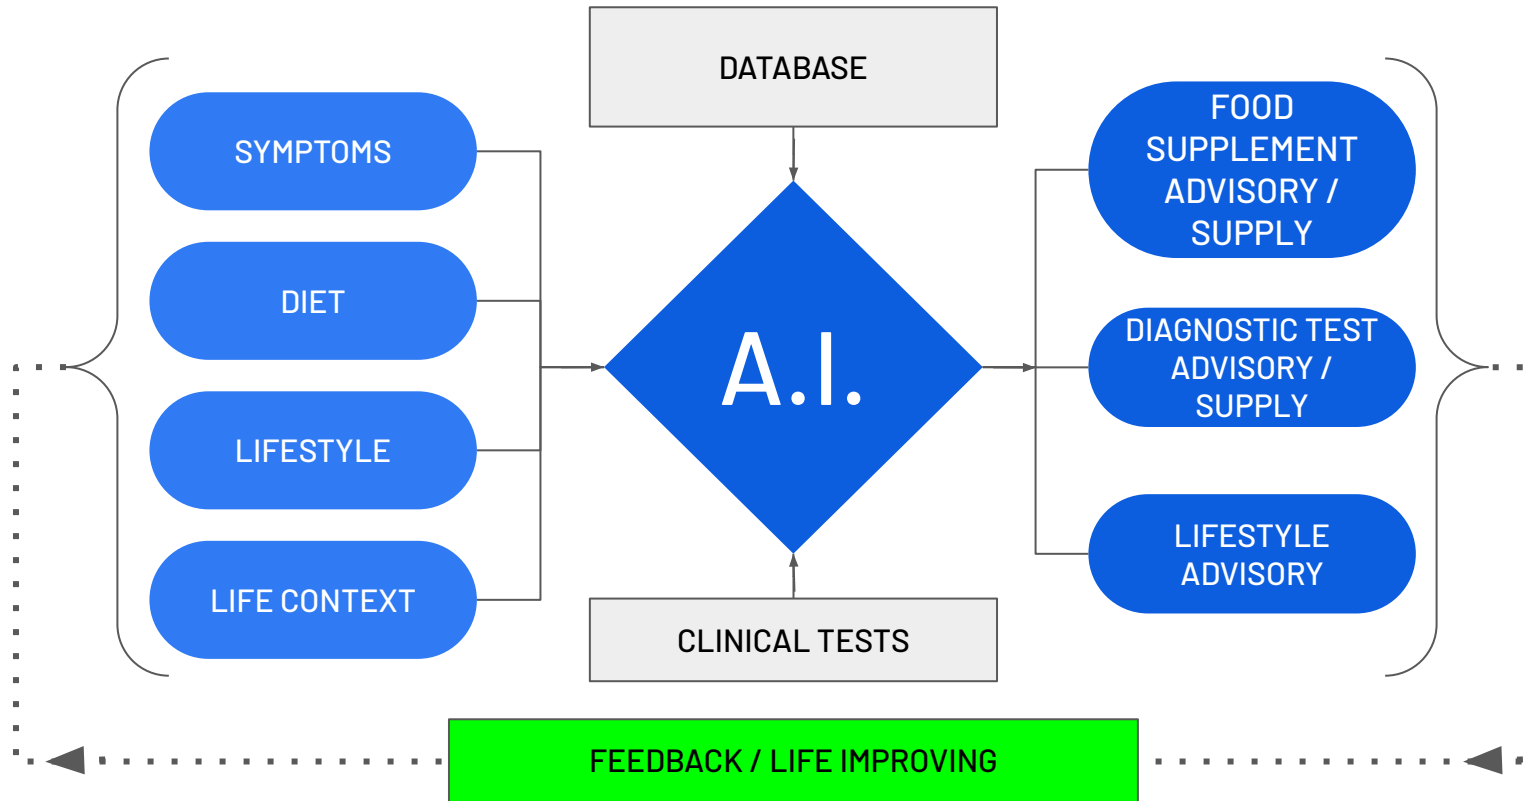 DATABASE
SYMPTOMS
DIET
LIFESTYLE
LIFE CONTEXT
A.I.
CLINICAL TESTS
FOOD
SUPPLEMENT
ADVISORY /
SUPPLY
DIAGNOSTIC TEST
ADVISORY /
SUPPLY
LIFESTYLE
ADVISORY
FEEDBACK / LIFE IMPROVING